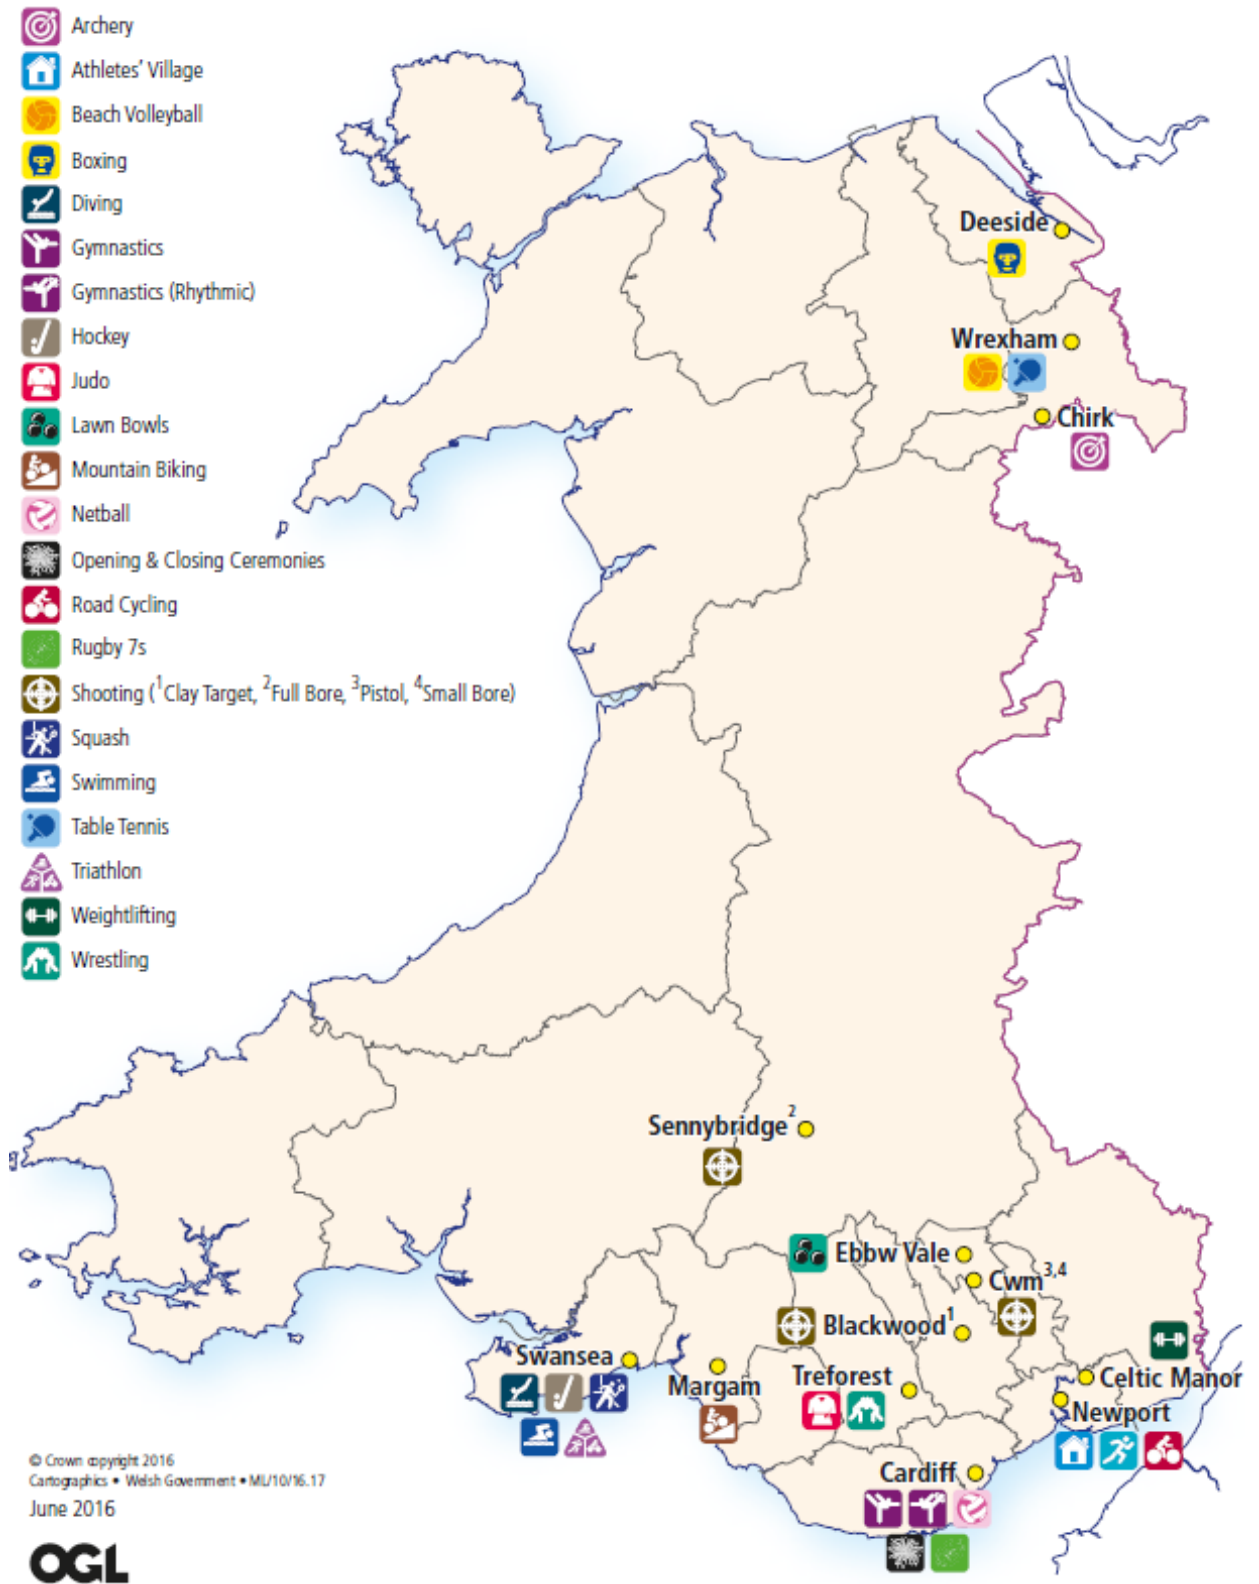 Archery
Athletes' Village
Beach Volleyball
Boxing
Diving
Gymnastics
Gymnastics (Rhythmic)
Hockey
Judo
Lawn Bowls
Mountain Biking
Netball
Opening & Closing Ceremonies
Road Cycling
Rugby 7s
Shooting (1Clay Target, 2Full Bore, 3Pistol, 4Small Bore)
Squash
Swimming
Table Tennis
Triathlon
Weightlifting
Wrestling
Deeside
Wrexham
Chirk
Sennybridge2
Ebbw Vale
Cwm3,4
Blackwood1
Swansea
Margam
Treforest
Celtic Manor
Newport
Cardiff
© Crown copyright 2016
Cartographics • Welsh Government • ML/10/16.17
June 2016
OGL